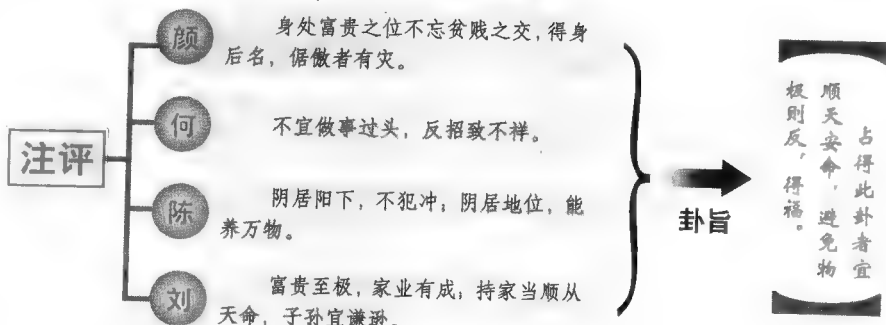 注评
颜
身处富贵之位不忘贫贱之交，得身
后名，倨傲者有灾。
何
不宜做事过头，反招致不祥。
陈
阴居阳下，不犯冲；阴居地位，能
养万物。
刘
富贵至极，家业有成；持家当顺从
天命，子孙宜谦逊。
卦旨
占得此卦者宜
顺天安命，避免物
极则反，得福。